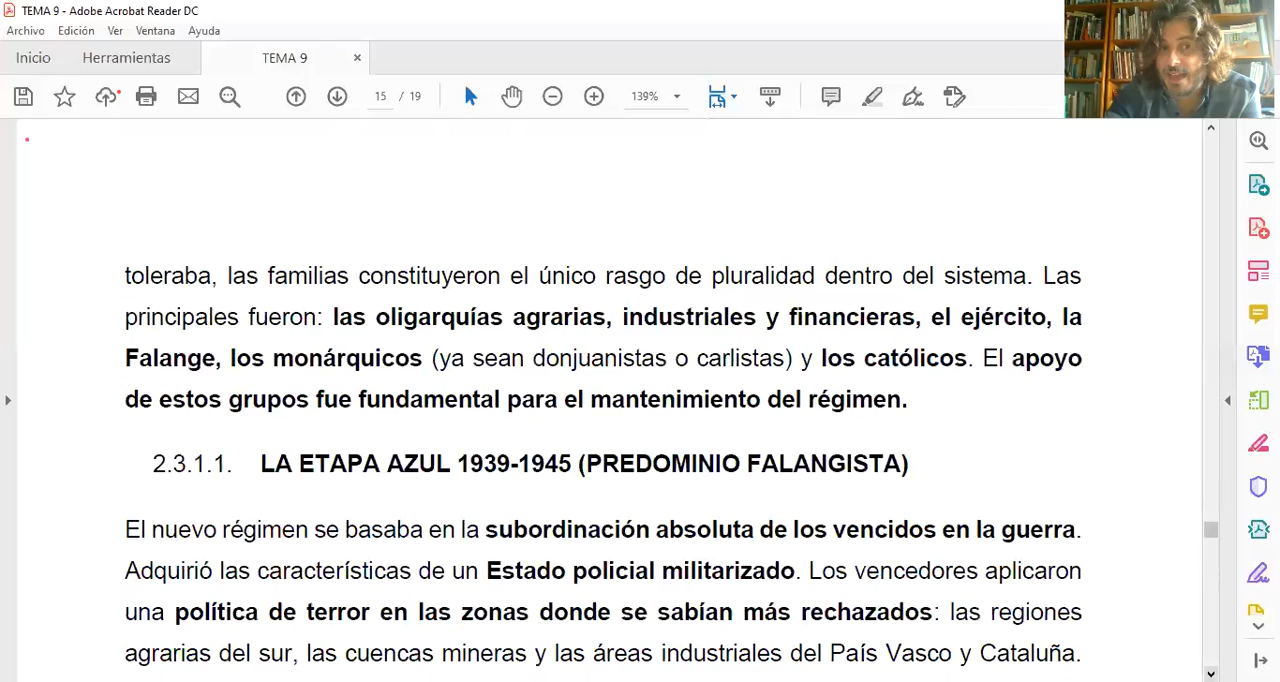 TEMA 9 - Adobe Acrobat Reader DC
Archivo Edición Ver Ventana Ayuda
Inicio Herramientas TEMA 9 ×
15 / 19 139%
toleraba, las familias constituyeron el único rasgo de pluralidad dentro del sistema. Las
principales fueron: las oligarquías agrarias, industriales y financieras, el ejército, la
Falange, los monárquicos (ya sean donjuanistas o carlistas) y los católicos. El apoyo
de estos grupos fue fundamental para el mantenimiento del régimen.
2.3.1.1. LA ETAPA AZUL 1939-1945 (PREDOMINIO FALANGISTA)
El nuevo régimen se basaba en la subordinación absoluta de los vencidos en la guerra.
Adquirió las características de un Estado policial militarizado. Los vencedores aplicaron
una política de terror en las zonas donde se sabían más rechazados: las regiones
agrarias del sur, las cuencas mineras y las áreas industriales del País Vasco y Cataluña.